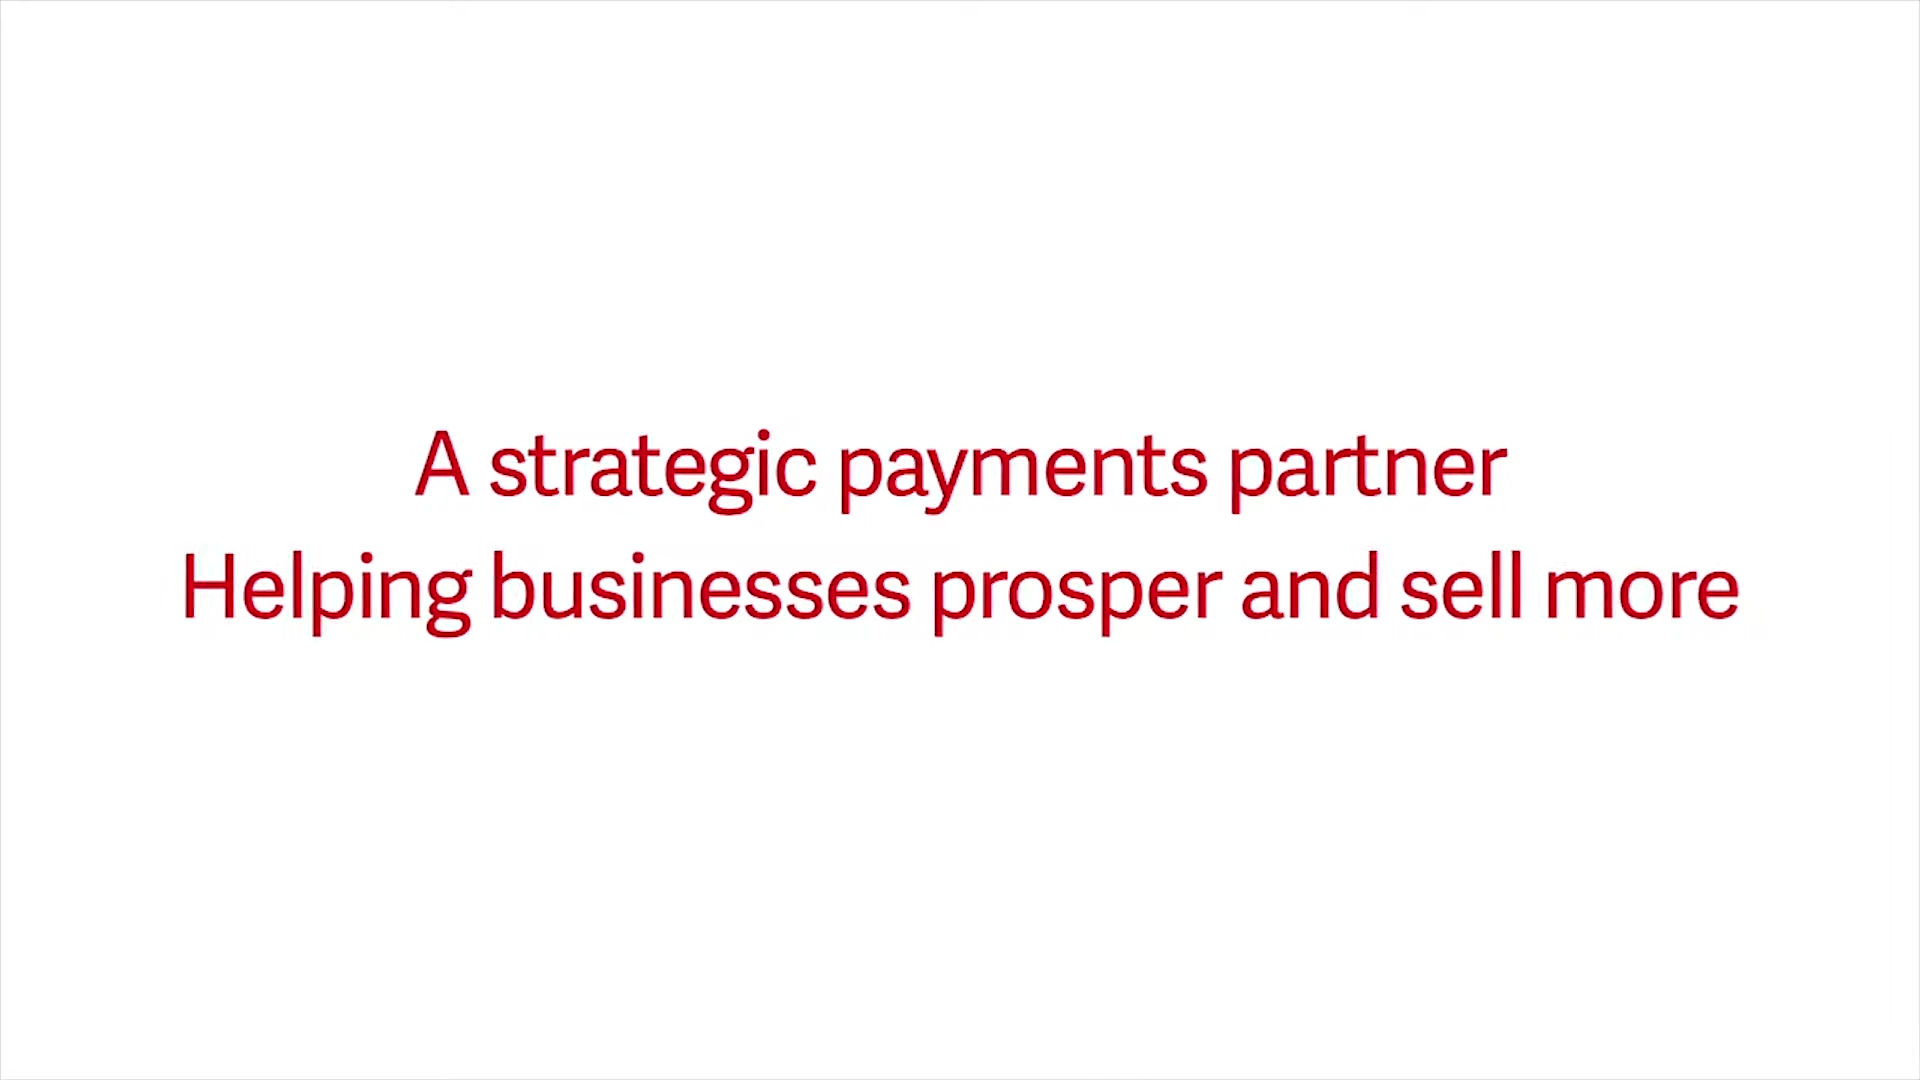 A strategic payments partner
Helping businesses prosper and sell more